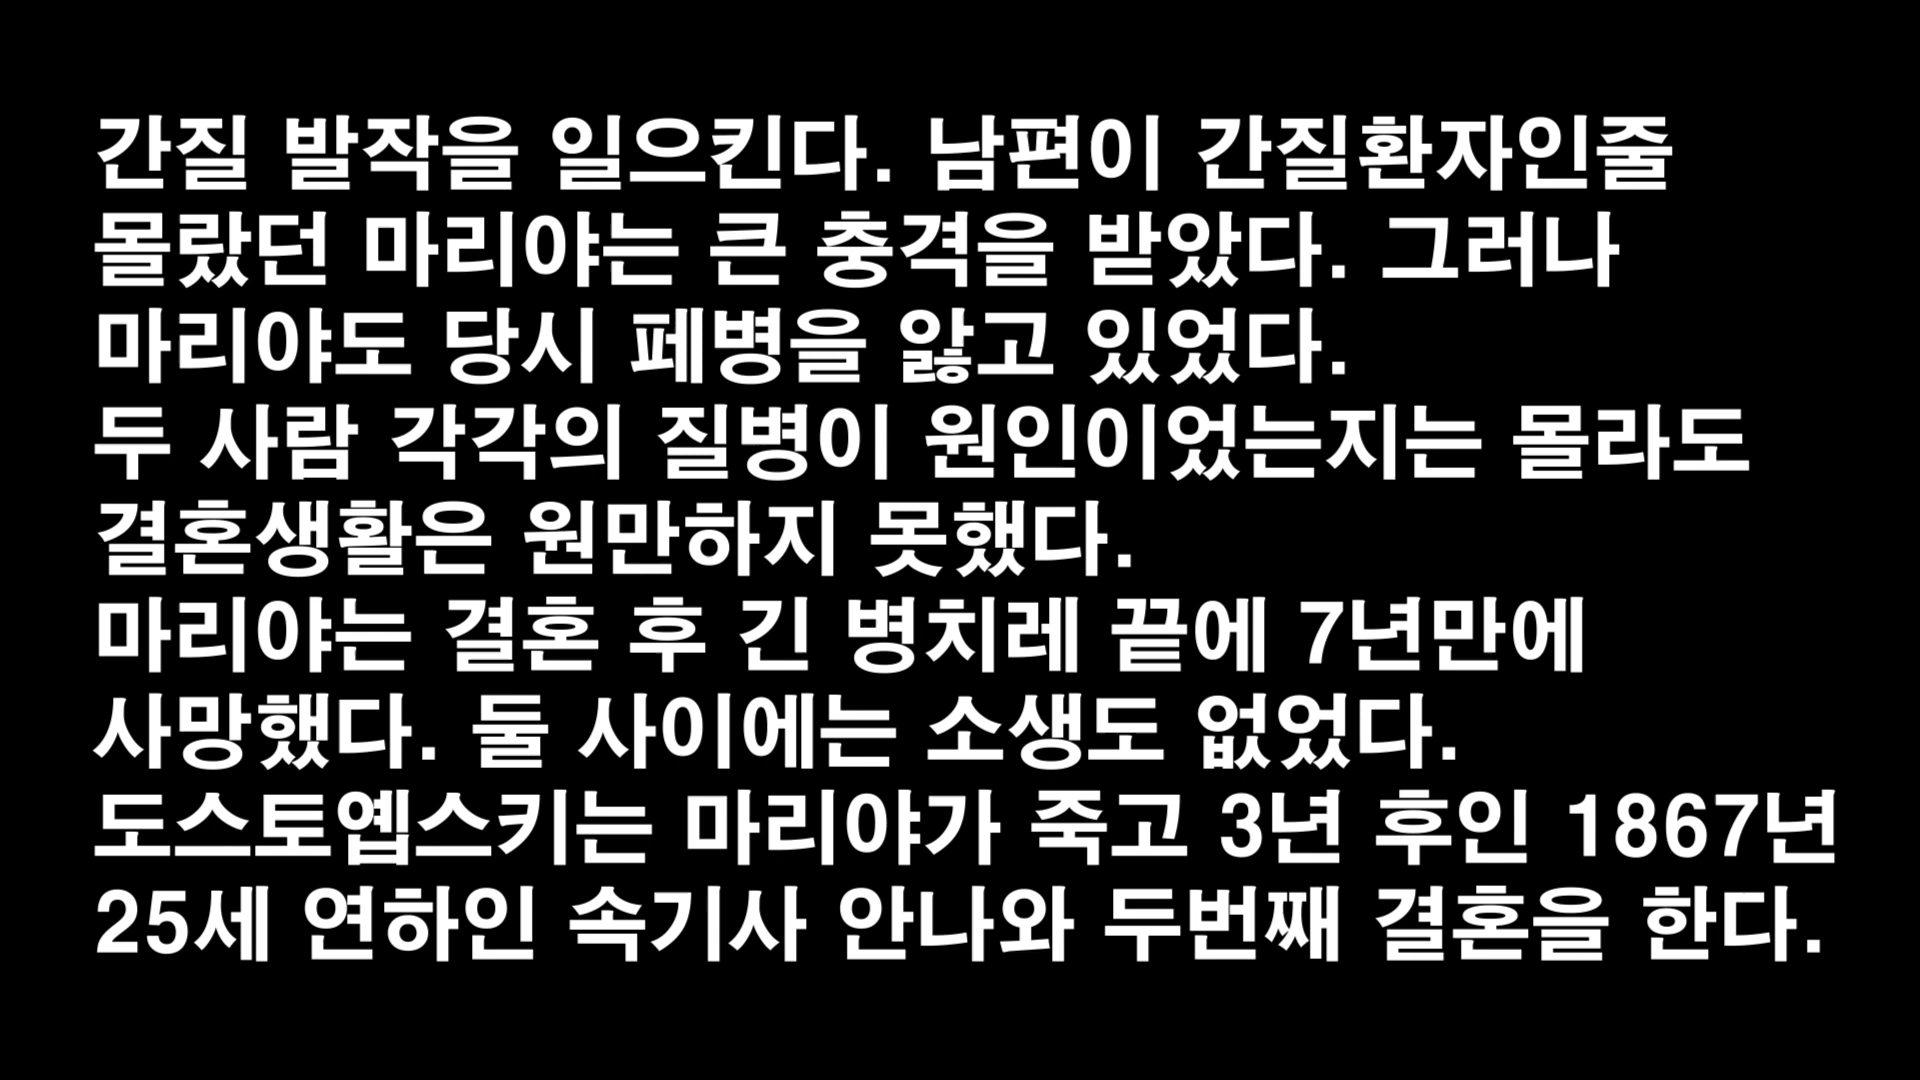 간질 발작을 일으킨다. 남편이 간질환자인줄
몰랐던 마리야는 큰 충격을 받았다. 그러나
마리야도 당시 페병을 앓고 있었다.
두 사람 각각의 질병이 원인이었는지는 몰라도
결혼생활은 원만하지 못했다.
마리야는 결혼 후 긴 병치레 끝에 7년만에
사망했다. 둘 사이에는 소생도 없었다.
도스토옙스키는 마리야가 죽고 3년 후인 1867년
25세 연하인 속기사 안나와 두번째 결혼을 한다.